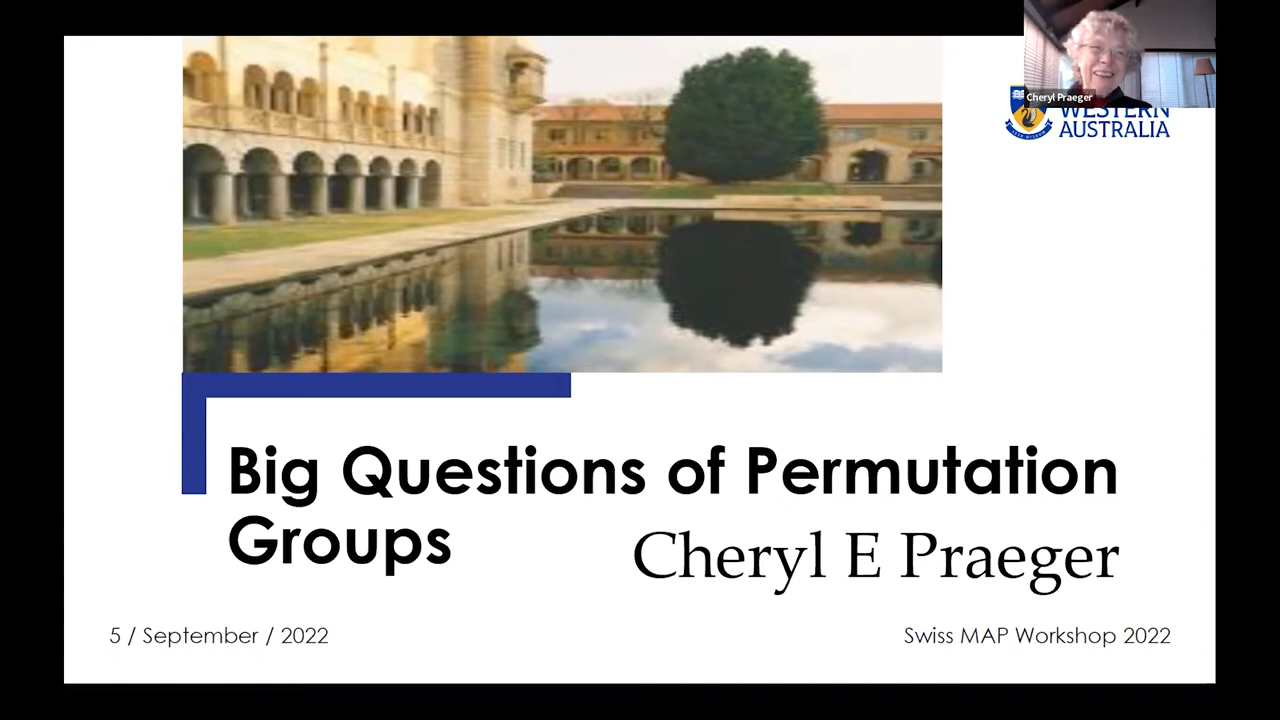 Cheryl Praeger
WESTERN
AUSTRALIA
Big Questions of Permutation
Groups
Cheryl E Praeger
5 / September / 2022
Swiss MAP Workshop 2022